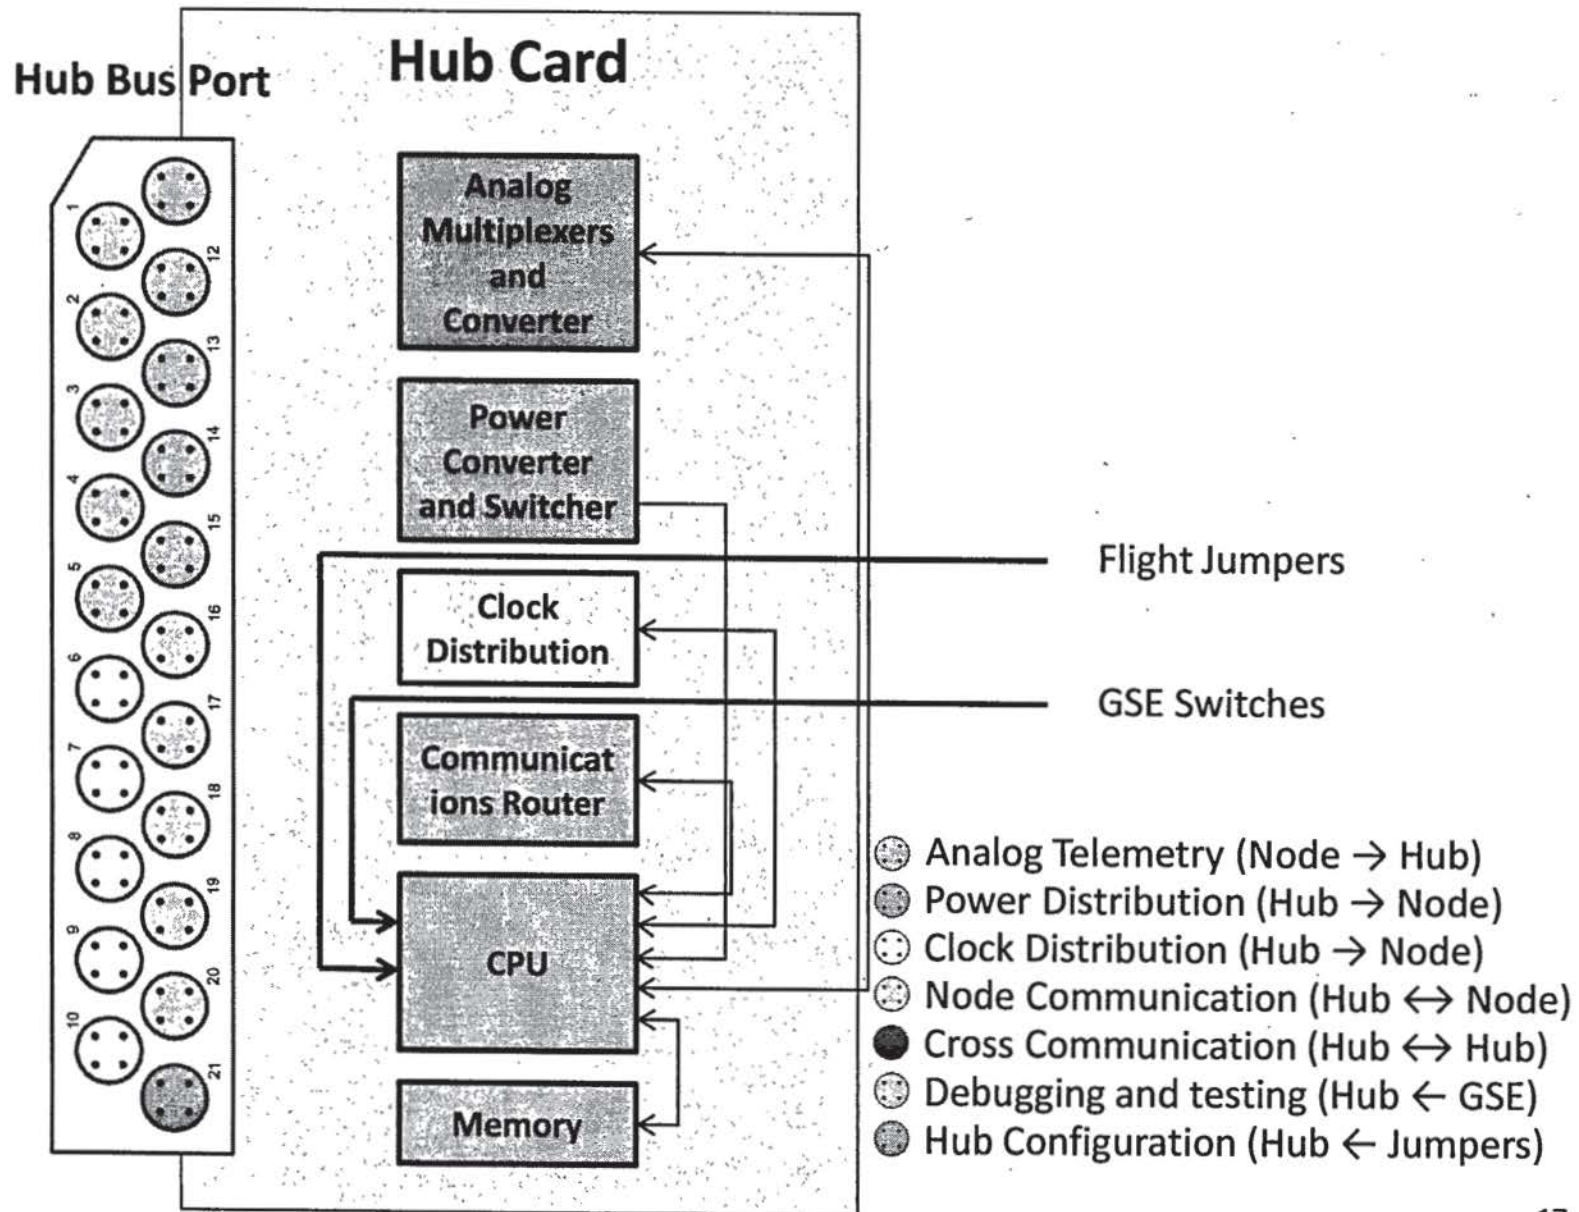 Hub Card
Hub Bus Port
1
2
3
4
5
6
7
8
9
10
12
13
14
15
16
17
18
19
20
21
Analog
Multiplexers
and
Converter
Power
Converter
and Switcher
Clock
Distribution
Communicat
ions Router
CPU
Memory
Flight Jumpers
GSE Switches
Analog Telemetry (Node → Hub)
Power Distribution (Hub → Node)
Clock Distribution (Hub → Node)
Node Communication (Hub ↔ Node)
Cross Communication (Hub ↔ Hub)
Debugging and testing (Hub ← GSE)
Hub Configuration (Hub ← Jumpers)